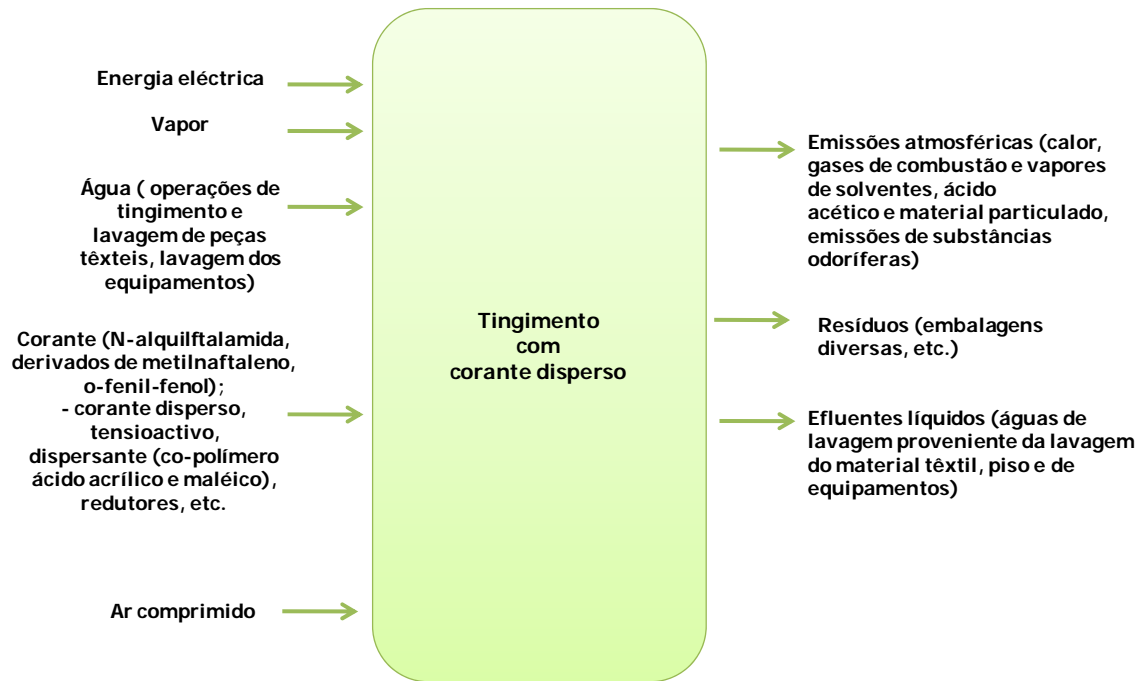 Energia eléctrica
Vapor
Água ( operações de
tingimento e
lavagem de peças
têxteis, lavagem dos
equipamentos)
Corante (N-alquilftalamida,
derivados de metilnaftaleno,
o-fenil-fenol);
- corante disperso,
tensioactivo,
dispersante (co-polímero
ácido acrílico e maléico),
redutores, etc.
Ar comprimido
Tingimento
com
corante disperso
Emissões atmosféricas (calor,
gases de combustão e vapores
de solventes, ácido
acético e material particulado,
emissões de substâncias
odoríferas)
Resíduos (embalagens
diversas, etc.)
Efluentes líquidos (águas de
lavagem proveniente da lavagem
do material têxtil, piso e de
equipamentos)